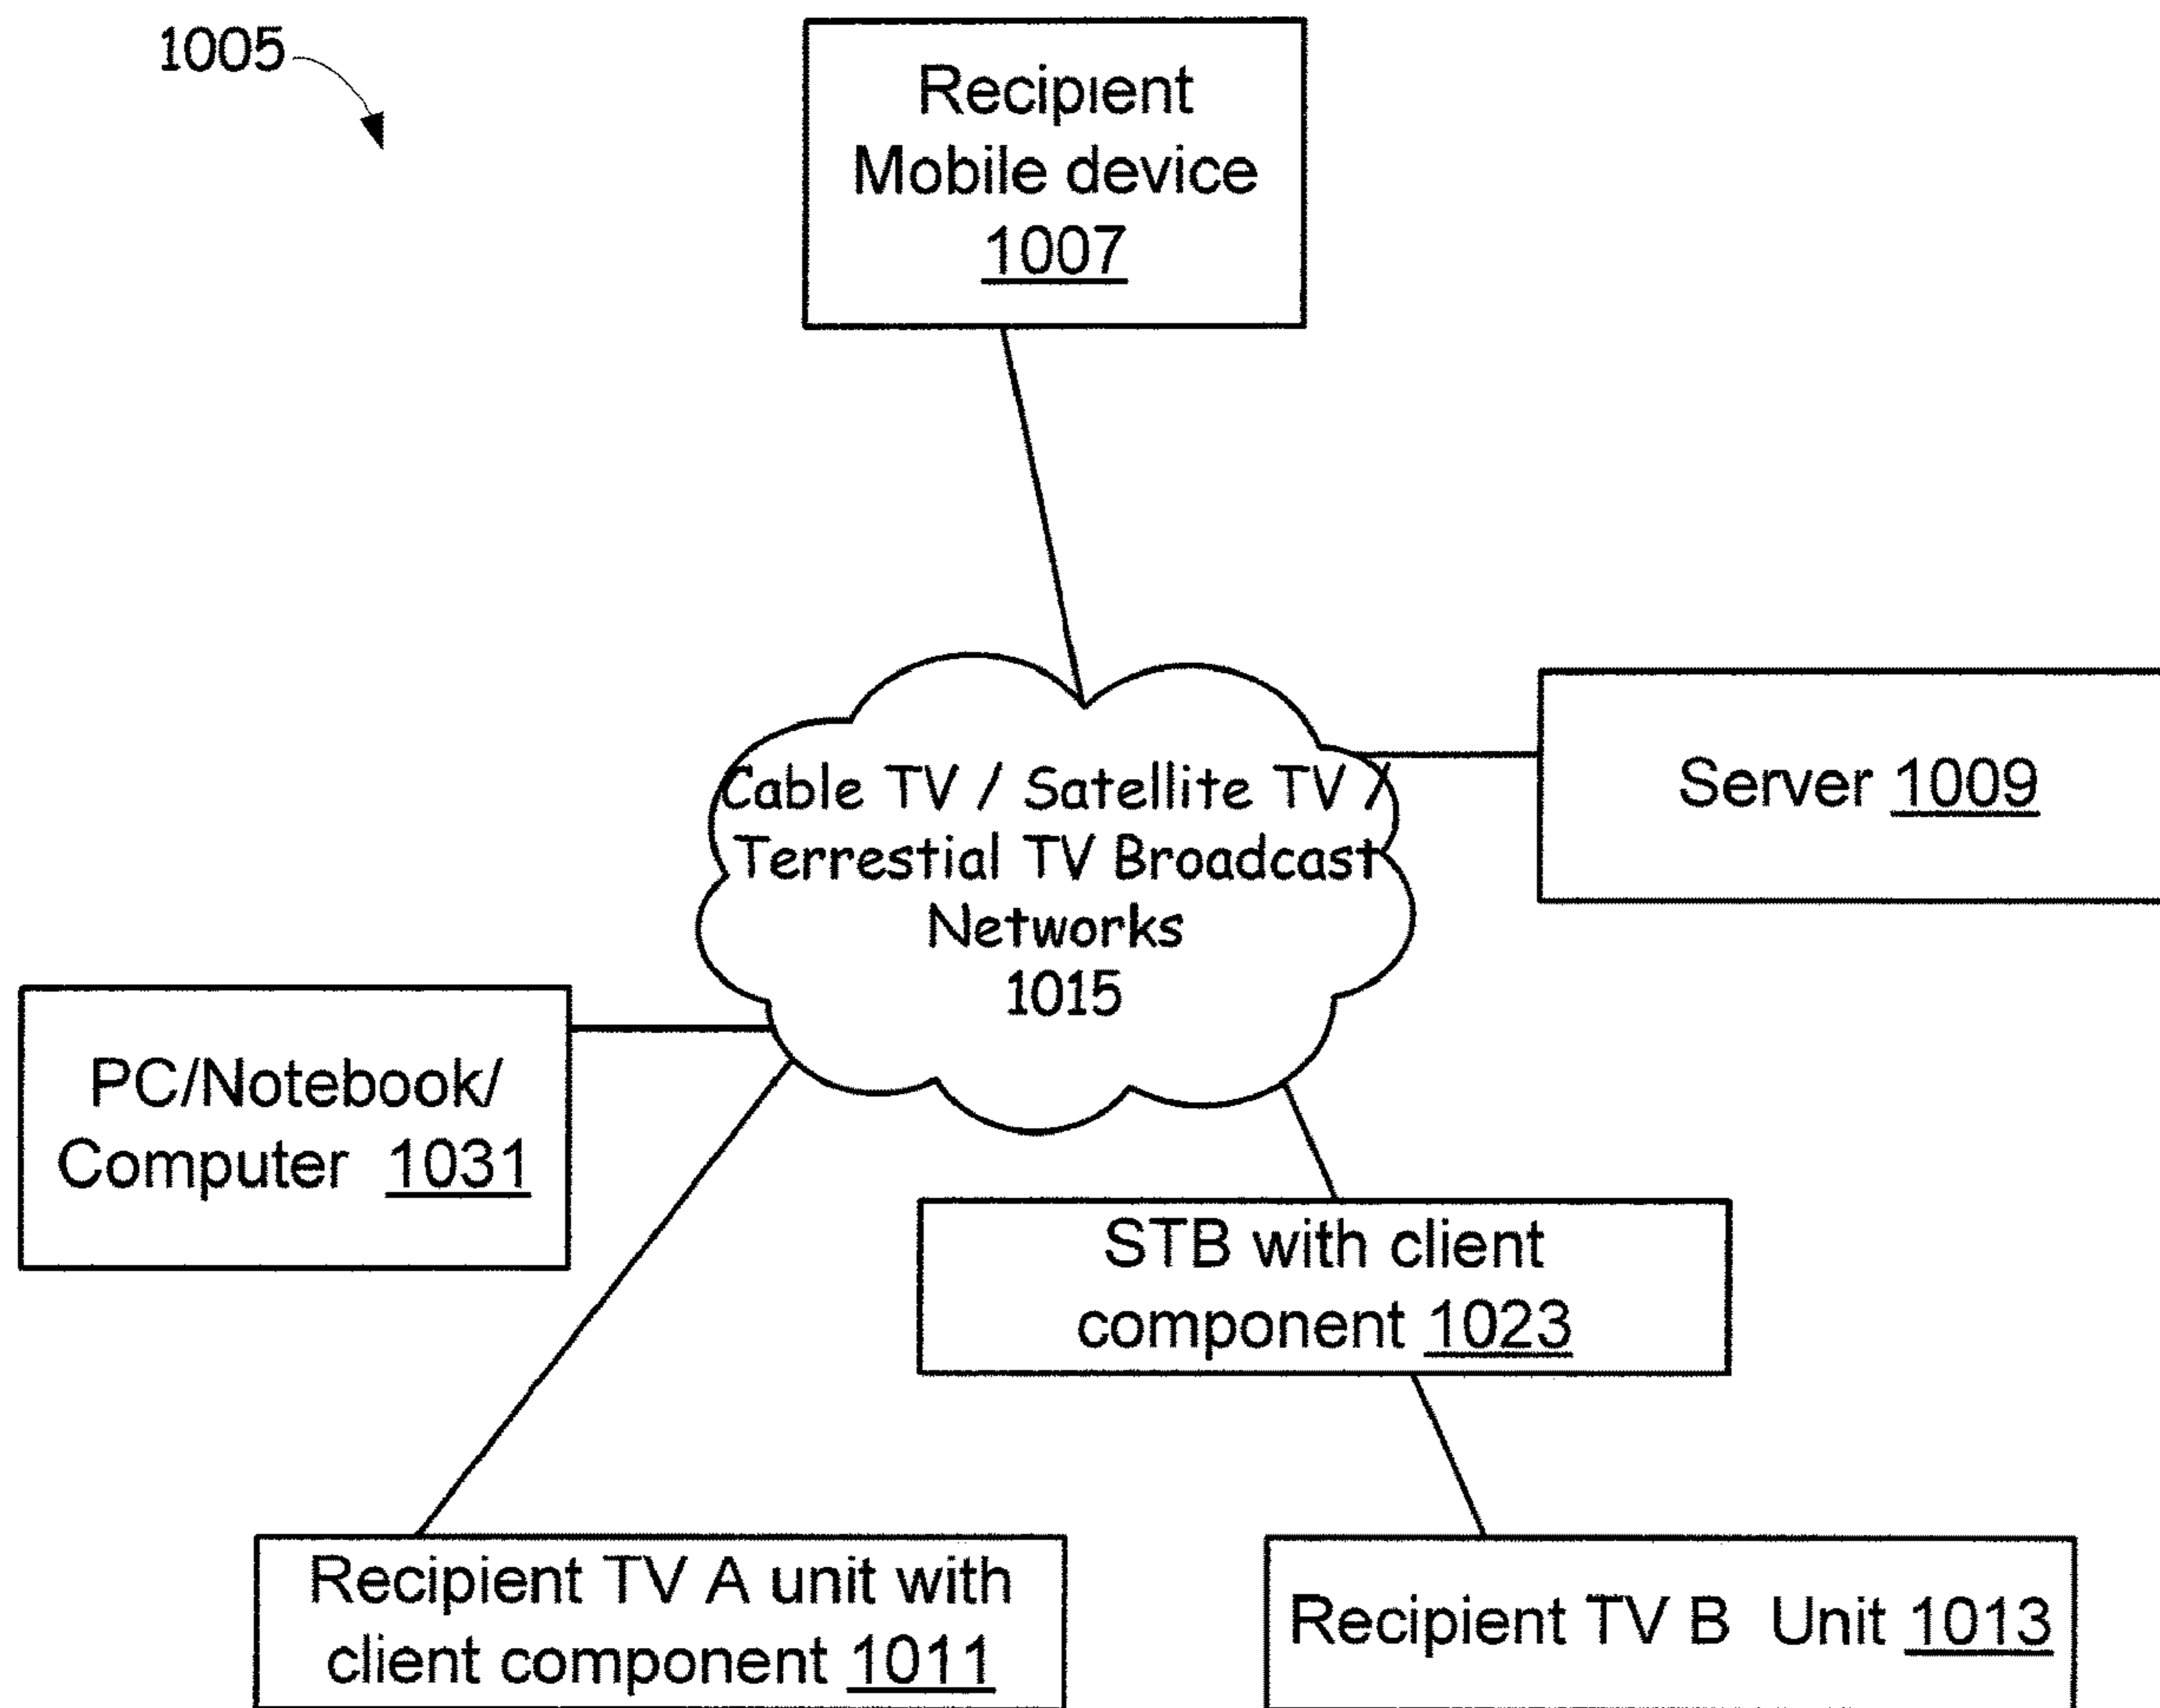 1005
Recipient
Mobile device
1007
Cable TV / Satellite TV /
Terrestial TV Broadcast
Networks
1015
Server 1009
PC/Notebook/
Computer 1031
STB with client
component 1023
Recipient TV A unit with
client component 1011
Recipient TV B Unit 1013